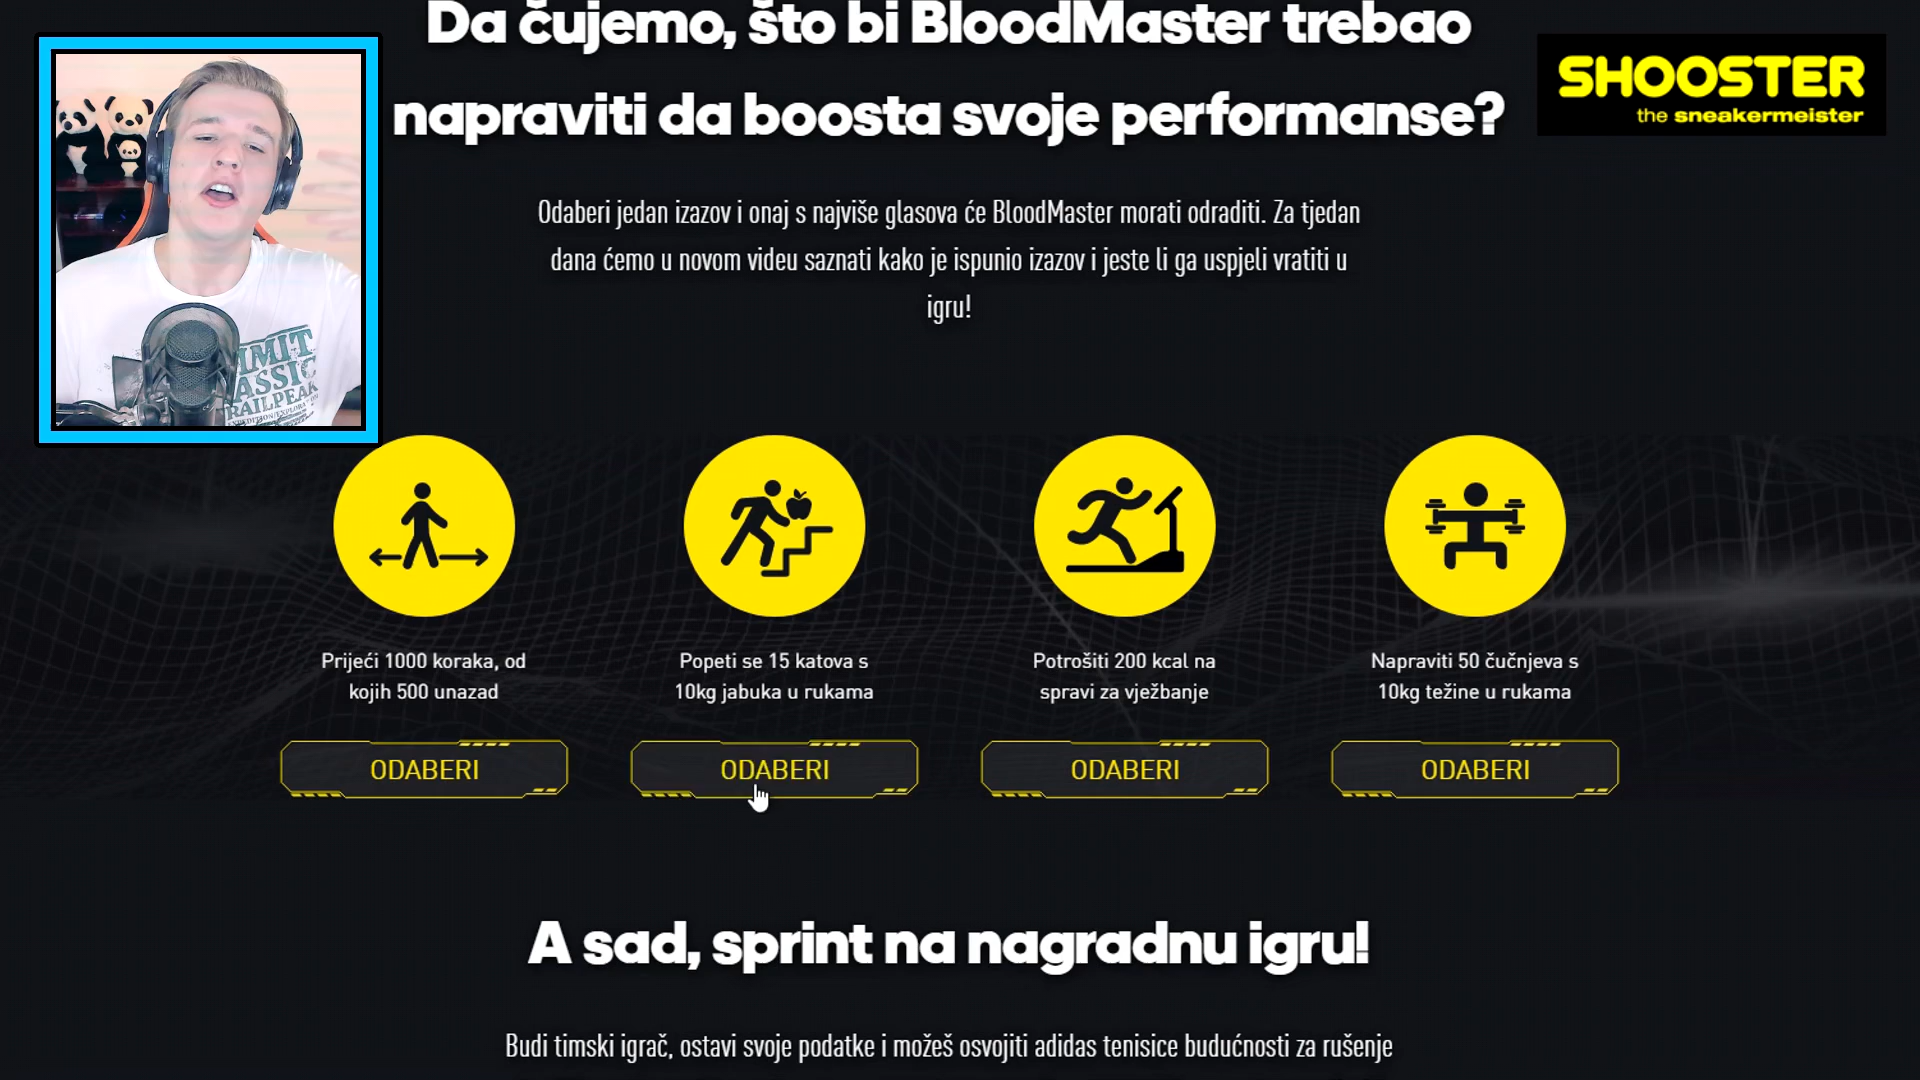 Da čujemo, što bi BloodMaster trebao
napraviti da boosta svoje performanse?
SHOOSTER
the sneakermeister
Odaberi jedan izazov i onaj s najviše glasova će BloodMaster morati odraditi. Za tjedan
dana ćemo u novom videu saznati kako je ispunio izazov i jeste li ga uspjeli vratiti u
igru!
Prijeći 1000 koraka, od
kojih 500 unazad
ODABERI
Popeti se 15 katova s
10kg jabuka u rukama
ODABERI
Potrošiti 200 kcal na
spravi za vježbanje
ODABERI
Napraviti 50 čučnjeva s
10kg težine u rukama
ODABERI
A sad, sprint na nagradnu igru!
Budi timski igrač, ostavi svoje podatke i možeš osvojiti adidas tenisice budućnosti za rušenje